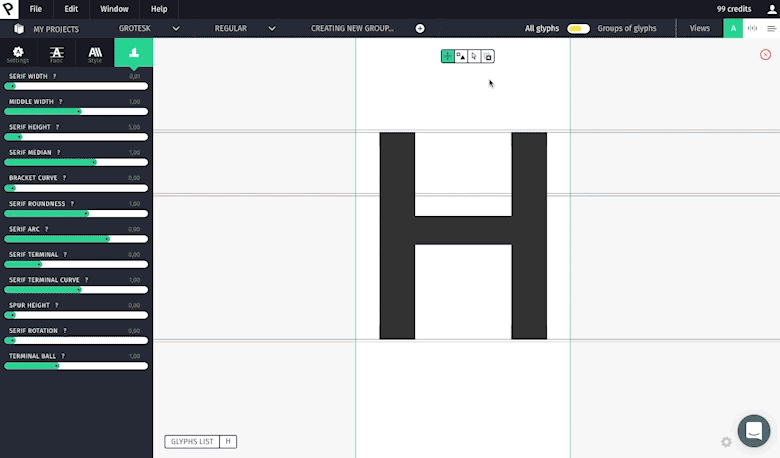 File Edit Window Help 99 credits
MY PROJECTS GROTESK REGULAR CREATING NEW GROUP... All glyphs Groups of glyphs Views A
Settings Func Style
SERIF WIDTH ? 0,01
MIDDLE WIDTH ? 1,00
SERIF HEIGHT ? 5,00
SERIF MEDIAN ? 1,00
BRACKET CURVE ? 0,00
SERIF ROUNDNESS ? 1,00
SERIF ARC ? 0,00
SERIF TERMINAL ? 0,00
SERIF TERMINAL CURVE ? 1,00
SPUR HEIGHT ? 0,00
SERIF ROTATION ? 0,00
TERMINAL BALL ? 1,00
H
GLYPHS LIST H